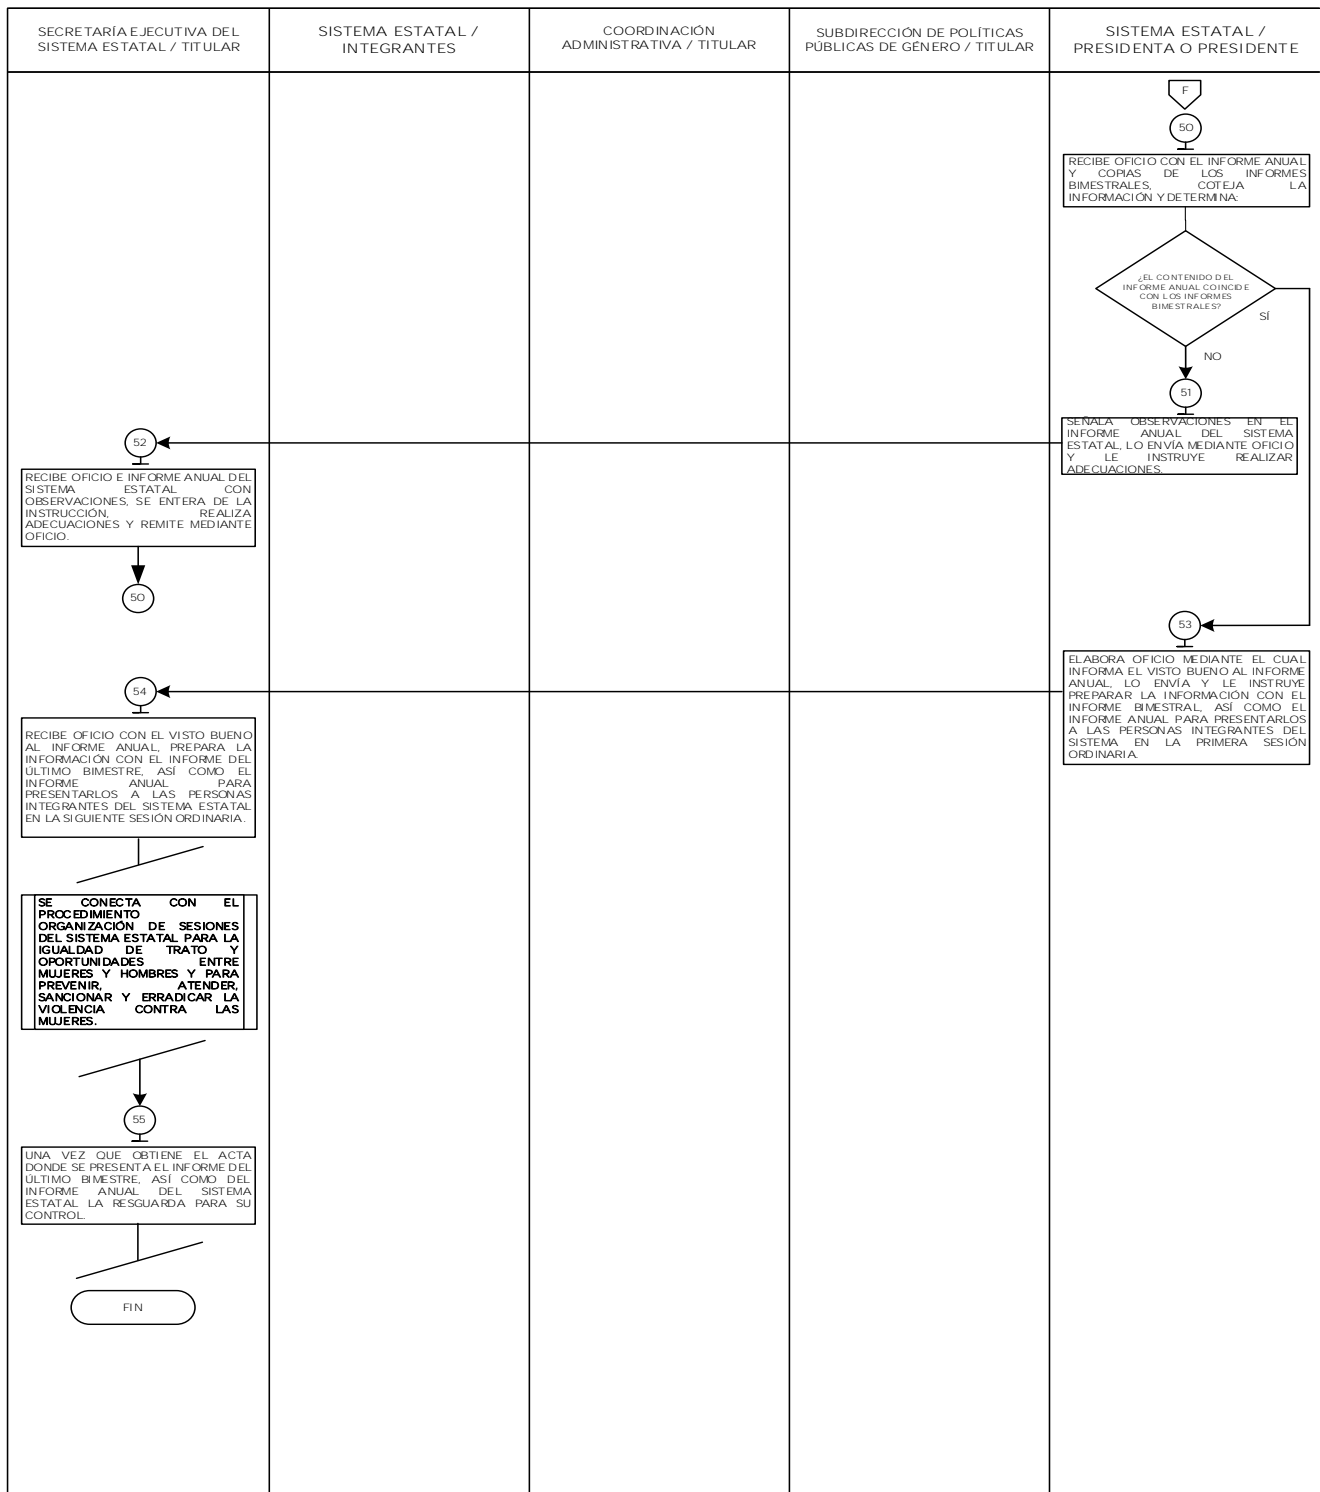 SECRETARÍA EJECUTIVA DEL
SISTEMA ESTATAL / TITULAR
SISTEMA ESTATAL /
INTEGRANTES
COORDINACIÓN
ADMINISTRATIVA / TITULAR
SUBDIRECCIÓN DE POLÍTICAS
PÚBLICAS DE GÉNERO / TITULAR
SISTEMA ESTATAL /
PRESIDENTA O PRESIDENTE
F
50
RECIBE OFICIO CON EL INFORME ANUAL
Y COPIAS DE LOS INFORMES
BIMESTRALES, COTEJA LA
INFORMACIÓN Y DETERMINA:
¿EL CONTENIDO DEL
INFORME ANUAL COINCIDE
CON LOS INFORMES
BIMESTRALES?
SÍ
NO
51
SEÑALA OBSERVACIONES EN EL
INFORME ANUAL DEL SISTEMA
ESTATAL, LO ENVÍA MEDIANTE OFICIO
Y LE INSTRUYE REALIZAR
ADECUACIONES.
52
RECIBE OFICIO E INFORME ANUAL DEL
SISTEMA ESTATAL CON
OBSERVACIONES, SE ENTERA DE LA
INSTRUCCIÓN, REALIZA
ADECUACIONES Y REMITE MEDIANTE
OFICIO.
50
53
ELABORA OFICIO MEDIANTE EL CUAL
INFORMA EL VISTO BUENO AL INFORME
ANUAL, LO ENVÍA Y LE INSTRUYE
PREPARAR LA INFORMACIÓN CON EL
INFORME BIMESTRAL, ASÍ COMO EL
INFORME ANUAL PARA PRESENTARLOS
A LAS PERSONAS INTEGRANTES DEL
SISTEMA EN LA PRIMERA SESIÓN
ORDINARIA.
54
RECIBE OFICIO CON EL VISTO BUENO
AL INFORME ANUAL, PREPARA LA
INFORMACIÓN CON EL INFORME DEL
ÚLTIMO BIMESTRE, ASÍ COMO EL
INFORME ANUAL PARA
PRESENTARLOS A LAS PERSONAS
INTEGRANTES DEL SISTEMA ESTATAL
EN LA SIGUIENTE SESIÓN ORDINARIA.
SE CONECTA CON EL
PROCEDIMIENTO
ORGANIZACIÓN DE SESIONES
DEL SISTEMA ESTATAL PARA LA
IGUALDAD DE TRATO Y
OPORTUNIDADES ENTRE
MUJERES Y HOMBRES Y PARA
PREVENIR, ATENDER,
SANCIONAR Y ERRADICAR LA
VIOLENCIA CONTRA LAS
MUJERES.
55
UNA VEZ QUE OBTIENE EL ACTA
DONDE SE PRESENTA EL INFORME DEL
ÚLTIMO BIMESTRE, ASÍ COMO DEL
INFORME ANUAL DEL SISTEMA
ESTATAL LA RESGUARDA PARA SU
CONTROL.
FIN